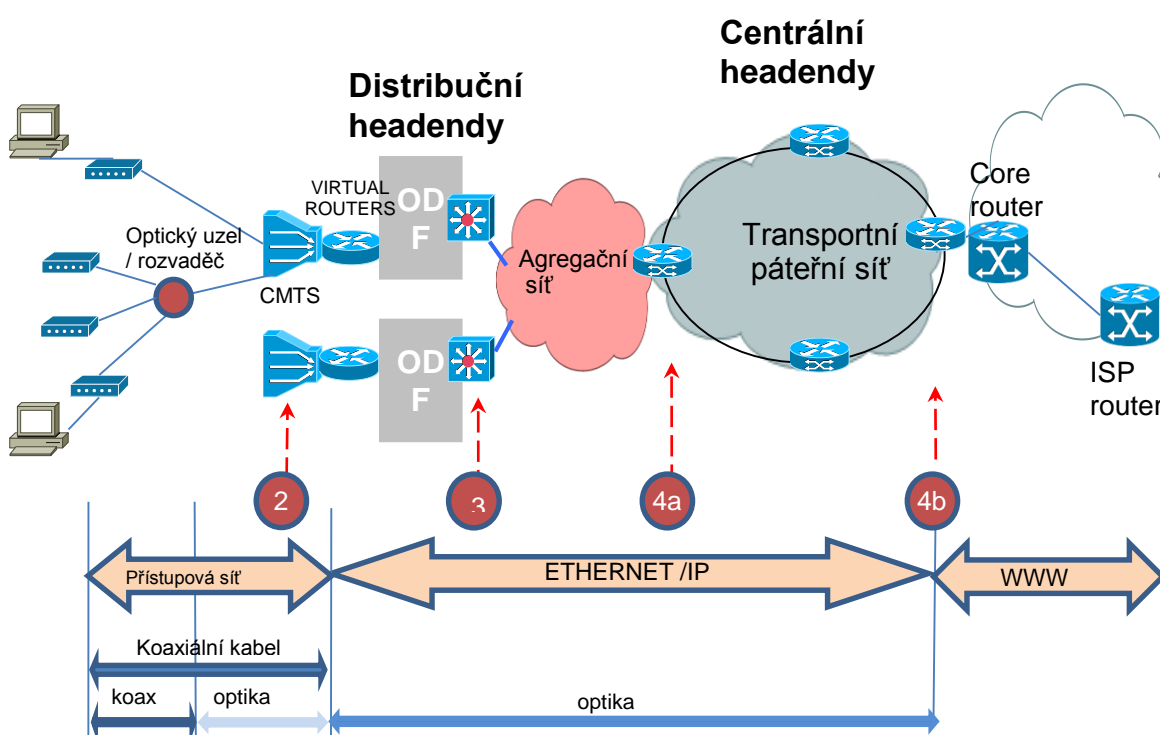 Centrální
headendy
Distribuční
headendy
VIRTUAL
ROUTERS
OD
F
Core
router
Optický uzel
/ rozvaděč
CMTS
Agregační
síť
Transportní
páteřní síť
OD
F
ISP
router
2
3
4a
4b
Přístupová síť
ETHERNET /IP
WWW
Koaxiální kabel
koax
optika
optika